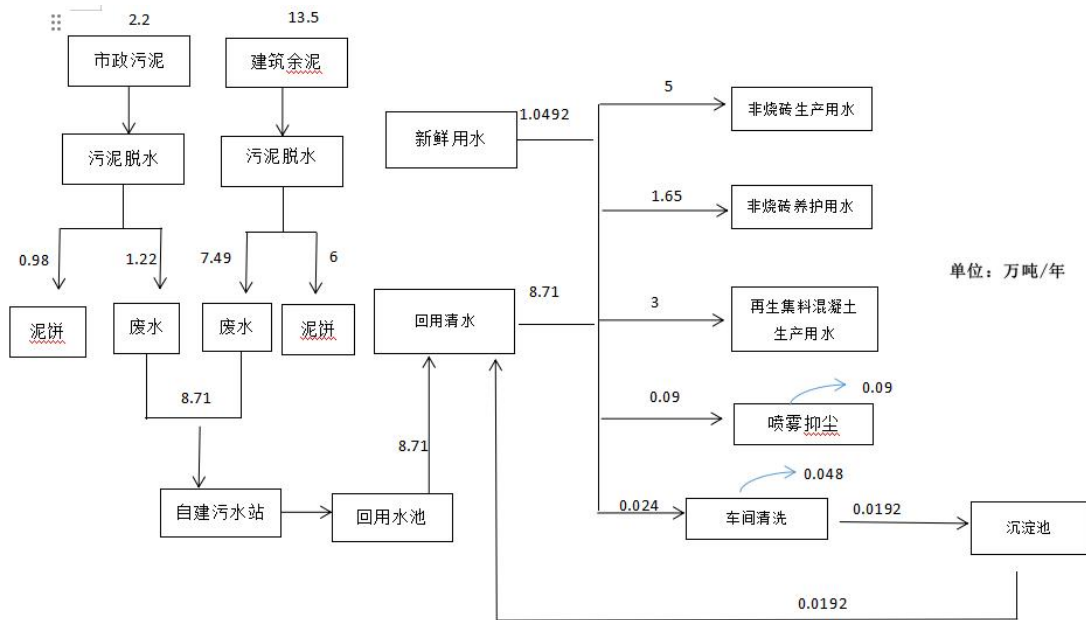 2.2
13.5
市政污泥
建筑余泥
污泥脱水
污泥脱水
0.98
1.22
7.49
6
泥饼
废水
废水
泥饼
8.71
自建污水站
回用水池
8.71
新鲜用水
1.0492
回用清水
8.71
5
非烧砖生产用水
1.65
非烧砖养护用水
3
再生集料混凝土
生产用水
0.09
喷雾抑尘
0.09
0.024
车间清洗
0.048
0.0192
沉淀池
0.0192
单位：万吨/年